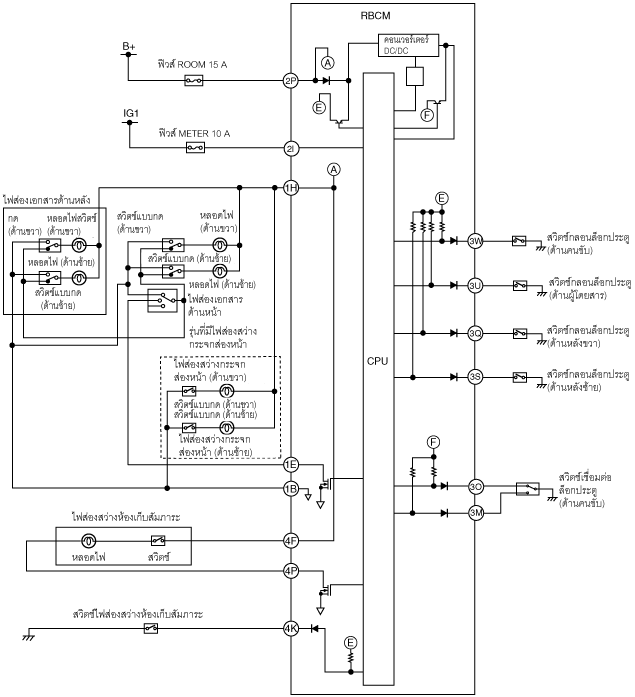 RBCM
B+
ฟิวส์ ROOM 15 A
2P
A
คอนเวอร์เตอร์
DC/DC
E
F
IG1
ฟิวส์ METER 10 A
2I
A
1H
ไฟส่องเอกสารด้านหลัง
กด
(ด้านขวา)
หลอดไฟสวิตช์
(ด้านขวา)
หลอดไฟ (ด้านซ้าย)
สวิตช์แบบกด
(ด้านซ้าย)
สวิตช์แบบกด
(ด้านขวา)
หลอดไฟ
(ด้านขวา)
สวิตช์แบบกด (ด้านซ้าย)
หลอดไฟ (ด้านซ้าย)
ไฟส่องเอกสาร
ด้านหน้า
รุ่นที่มีไฟส่องสว่าง
กระจกส่องหน้า
ไฟส่องสว่างกระจก
ส่องหน้า (ด้านขวา)
สวิตช์แบบกด (ด้านขวา)
สวิตช์แบบกด (ด้านซ้าย)
ไฟส่องสว่างกระจก
ส่องหน้า (ด้านซ้าย)
1E
1B
CPU
E
3W
สวิตช์กลอนล็อกประตู
(ด้านคนขับ)
3U
สวิตช์กลอนล็อกประตู
(ด้านผู้โดยสาร)
3Q
สวิตช์กลอนล็อกประตู
(ด้านหลังขวา)
3S
สวิตช์กลอนล็อกประตู
(ด้านหลังซ้าย)
F
3O
3M
สวิตช์เชื่อมต่อ
ล็อกประตู
(ด้านคนขับ)
ไฟส่องสว่างห้องเก็บสัมภาระ
หลอดไฟ
สวิตช์
4F
4P
สวิตช์ไฟส่องสว่างห้องเก็บสัมภาระ
4K
E